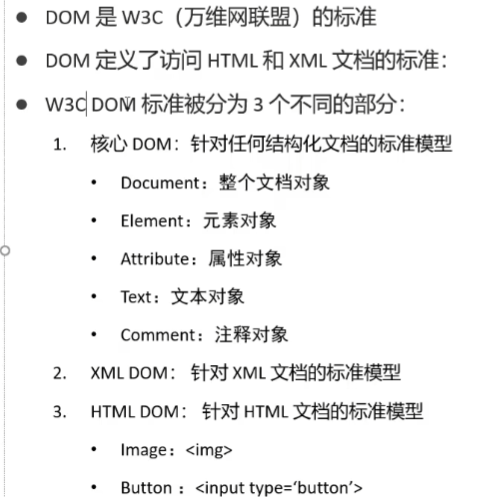 ● DOM 是 W3C（万维网联盟）的标准
● DOM 定义了访问 HTML 和 XML 文档的标准：
● W3C DOM 标准被分为 3 个不同的部分：
1. 核心 DOM：针对任何结构化文档的标准模型
• Document：整个文档对象
• Element：元素对象
• Attribute：属性对象
• Text：文本对象
• Comment：注释对象
2. XML DOM： 针对 XML 文档的标准模型
3. HTML DOM： 针对 HTML 文档的标准模型
• Image：<img>
• Button ：<input type=‘button’>